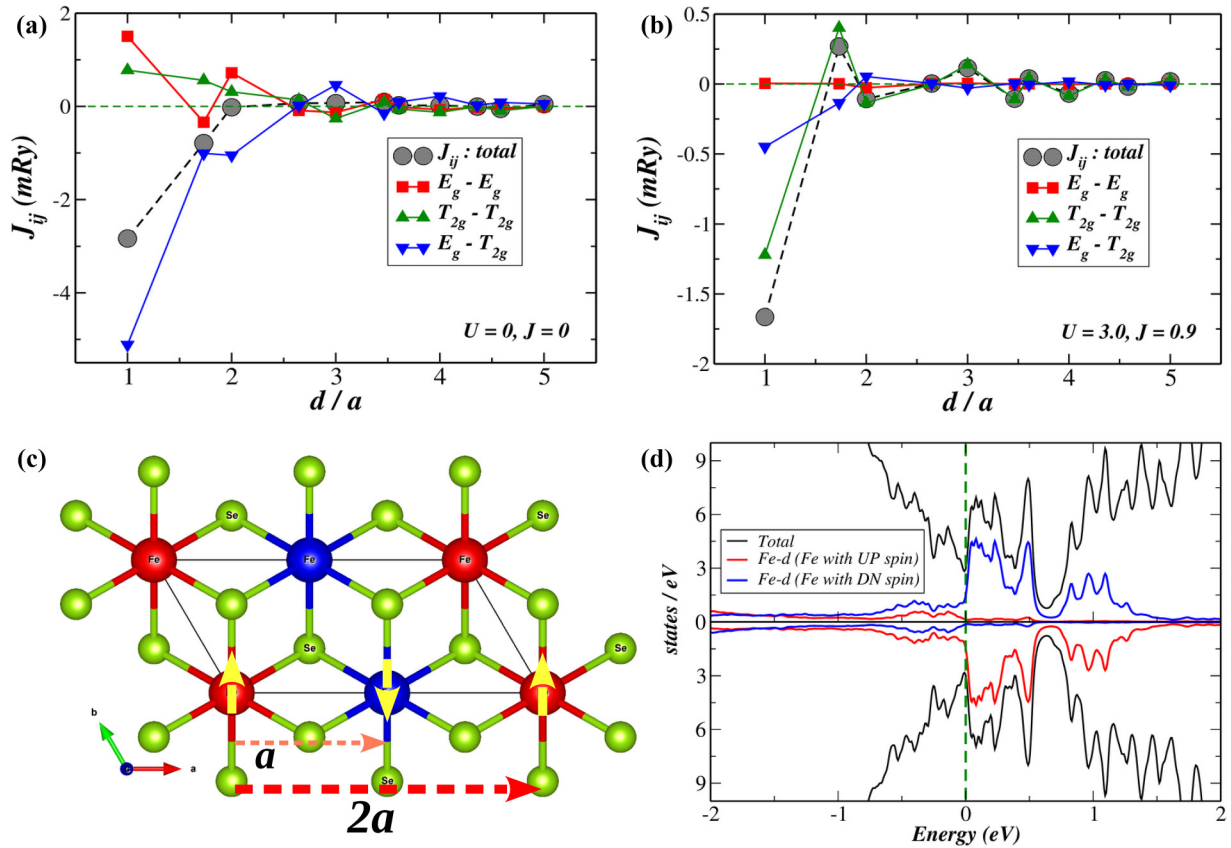 (a)
2
0
-2
-4
J_ij (mRy)
J_ij : total
E_g - E_g
T_2g - T_2g
E_g - T_2g
U = 0, J = 0
1 2 3 4 5
d / a
(b)
0.5
0
-0.5
-1
-1.5
-2
J_ij (mRy)
J_ij : total
E_g - E_g
T_2g - T_2g
E_g - T_2g
U = 3.0, J = 0.9
1 2 3 4 5
d / a
(c)
Se Se
Fe Fe Fe
Se Se
b
c a
a
Se
2a
(d)
9
6
3
0
3
6
9
states / eV
Total
Fe-d (Fe with UP spin)
Fe-d (Fe with DN spin)
-2 -1 0 1 2
Energy (eV)